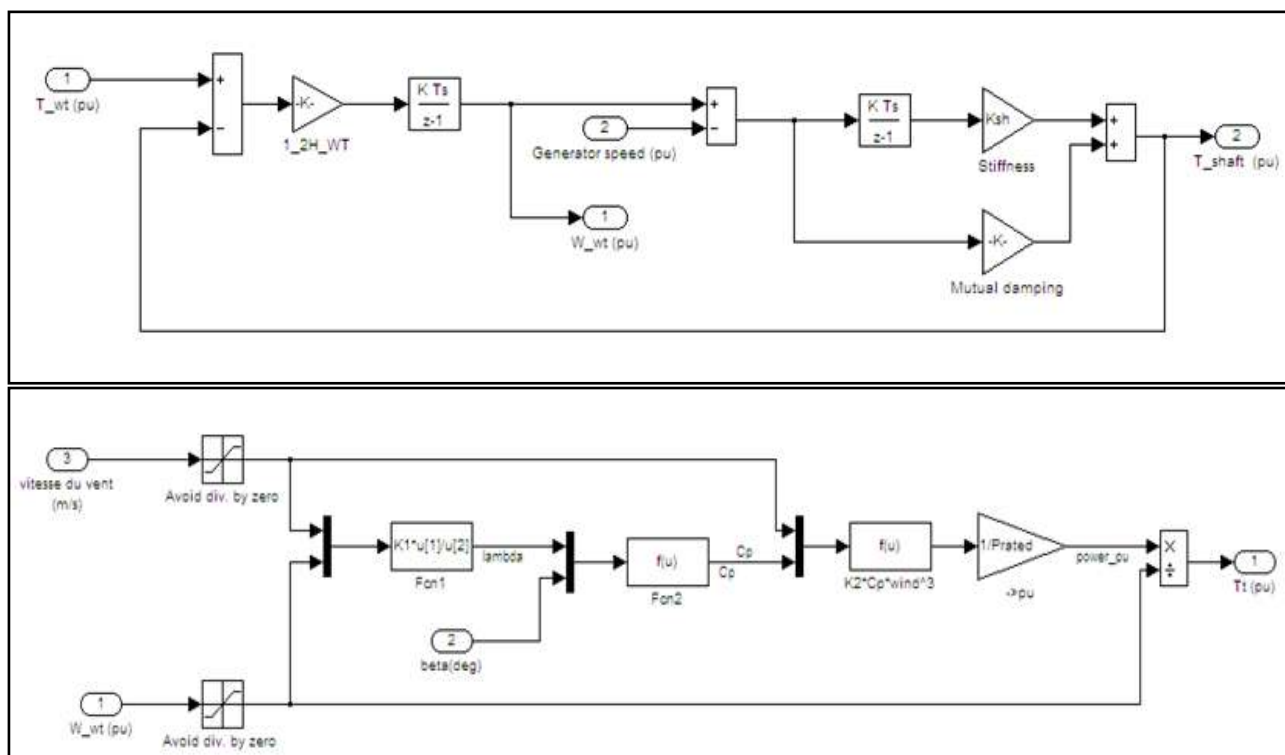 1
T_wt (pu)
+
−
-K-
1_2H_WT
K Ts
z-1
2
Generator speed (pu)
1
W_wt (pu)
+
−
K Ts
z-1
Ksh
Stiffness
-K-
Mutual damping
+
+
2
T_shaft (pu)
3
vitesse du vent
(m/s)
Avoid div. by zero
K1*u[1]/u[2]
lambda
Fcn1
2
beta(deg)
f(u)
Fcn2
Cp
Cp
f(u)
K2*Cp*wind^3
1/Prated
->pu
power_pu
×
÷
1
Tt (pu)
1
W_wt (pu)
Avoid div. by zero